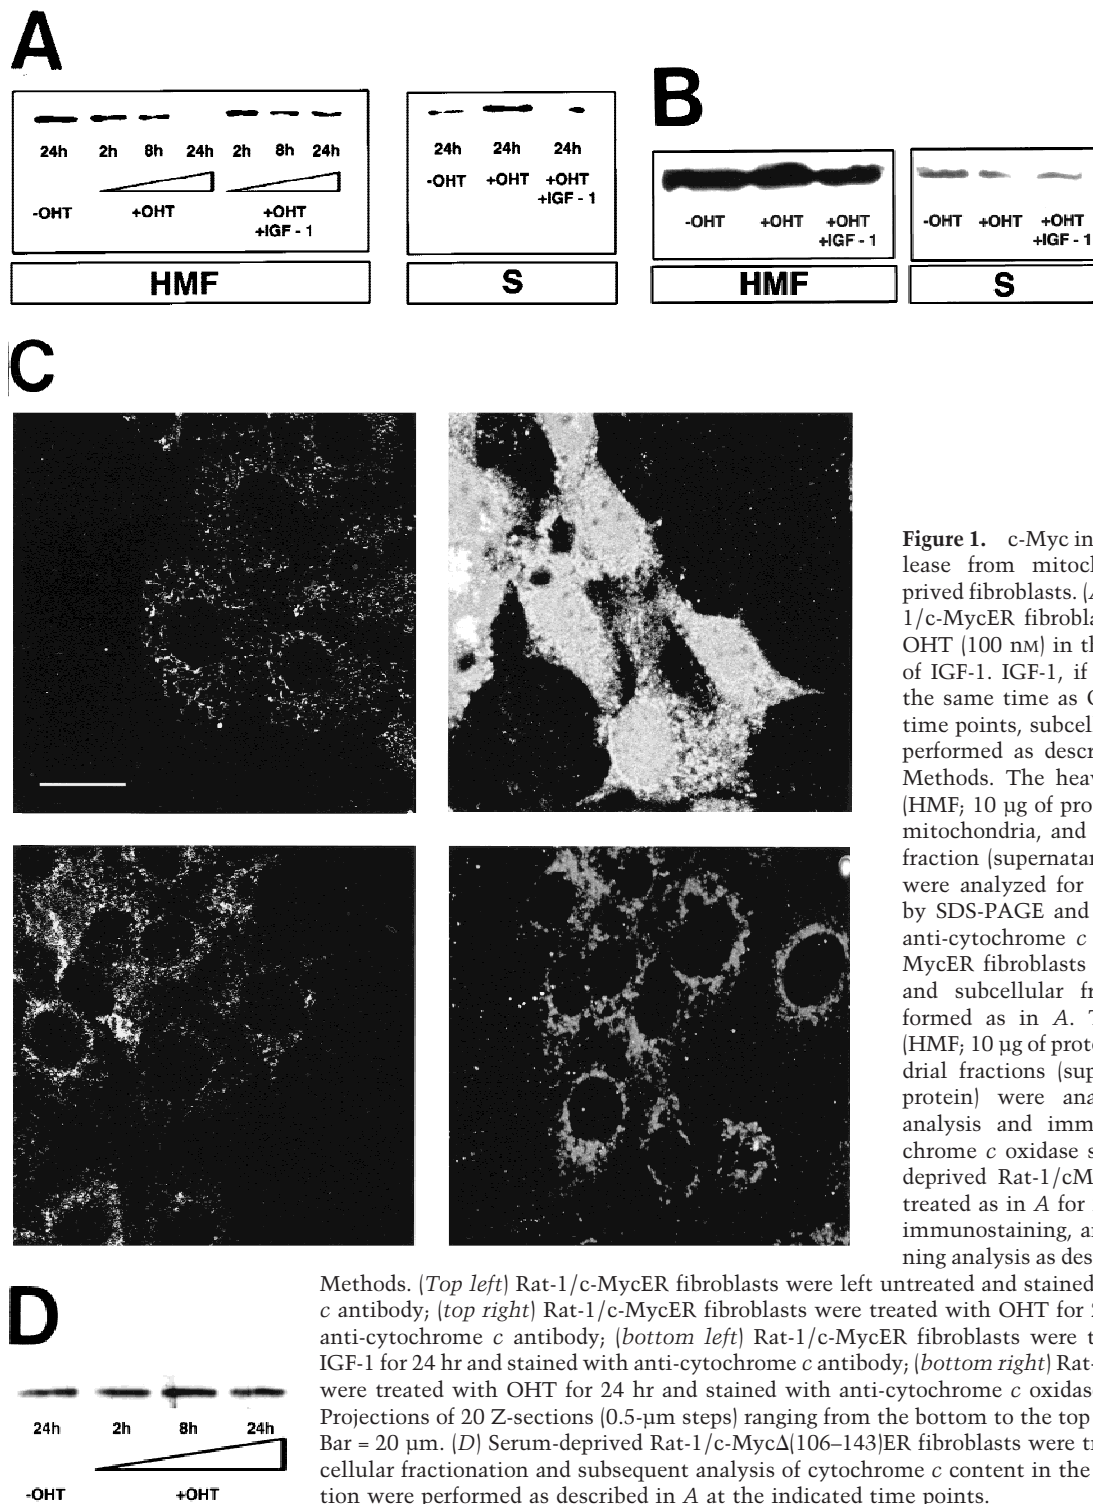 A
24h 2h 8h 24h 2h 8h 24h
-OHT +OHT +OHT
+IGF - 1
HMF
24h 24h 24h
-OHT +OHT +OHT
+IGF - 1
S
B
-OHT +OHT +OHT
+IGF - 1
HMF
-OHT +OHT +OHT
+IGF - 1
S
C
Figure 1. c-Myc in
lease from mitoch
prived fibroblasts. (
1/c-MycER fibrobla
OHT (100 nM) in th
of IGF-1. IGF-1, if
the same time as
time points, subcell
performed as descr
Methods. The heav
(HMF; 10 µg of pro
mitochondria, and
fraction (supernatar
were analyzed for
by SDS-PAGE and
anti-cytochrome c
MycER fibroblasts
and subcellular fr
formed as in A.
(HMF; 10 µg of prot
drial fractions (sup
protein) were ana
analysis and imm
chrome c oxidase s
deprived Rat-1/cM
treated as in A for
immunostaining, a
ning analysis as des
Methods. (Top left) Rat-1/c-MycER fibroblasts were left untreated and stained
c antibody; (top right) Rat-1/c-MycER fibroblasts were treated with OHT for
anti-cytochrome c antibody; (bottom left) Rat-1/c-MycER fibroblasts were t
IGF-1 for 24 hr and stained with anti-cytochrome c antibody; (bottom right) Rat-
were treated with OHT for 24 hr and stained with anti-cytochrome c oxidase
Projections of 20 Z-sections (0.5-µm steps) ranging from the bottom to the top
Bar = 20 µm. (D) Serum-deprived Rat-1/c-MycΔ(106–143)ER fibroblasts were tr
cellular fractionation and subsequent analysis of cytochrome c content in the
tion were performed as described in A at the indicated time points.
D
24h 2h 8h 24h
-OHT +OHT